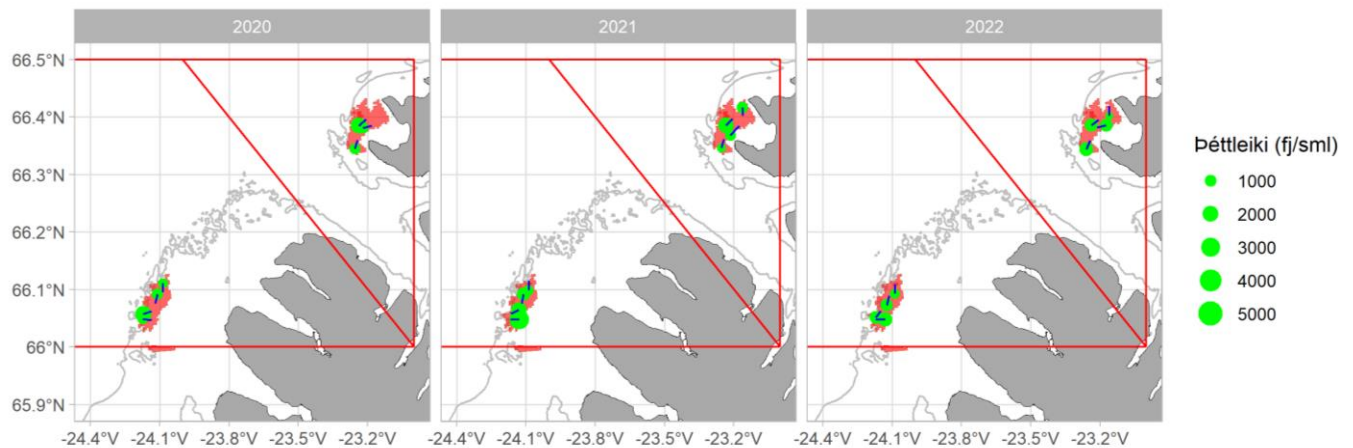 2020
2021
2022
66.5°N
66.4°N
66.3°N
66.2°N
66.1°N
66°N
65.9°N
-24.4°V -24.1°V -23.8°V -23.5°V -23.2°V
-24.4°V -24.1°V -23.8°V -23.5°V -23.2°V
-24.4°V -24.1°V -23.8°V -23.5°V -23.2°V
Þéttleiki (fj/sml)
1000
2000
3000
4000
5000